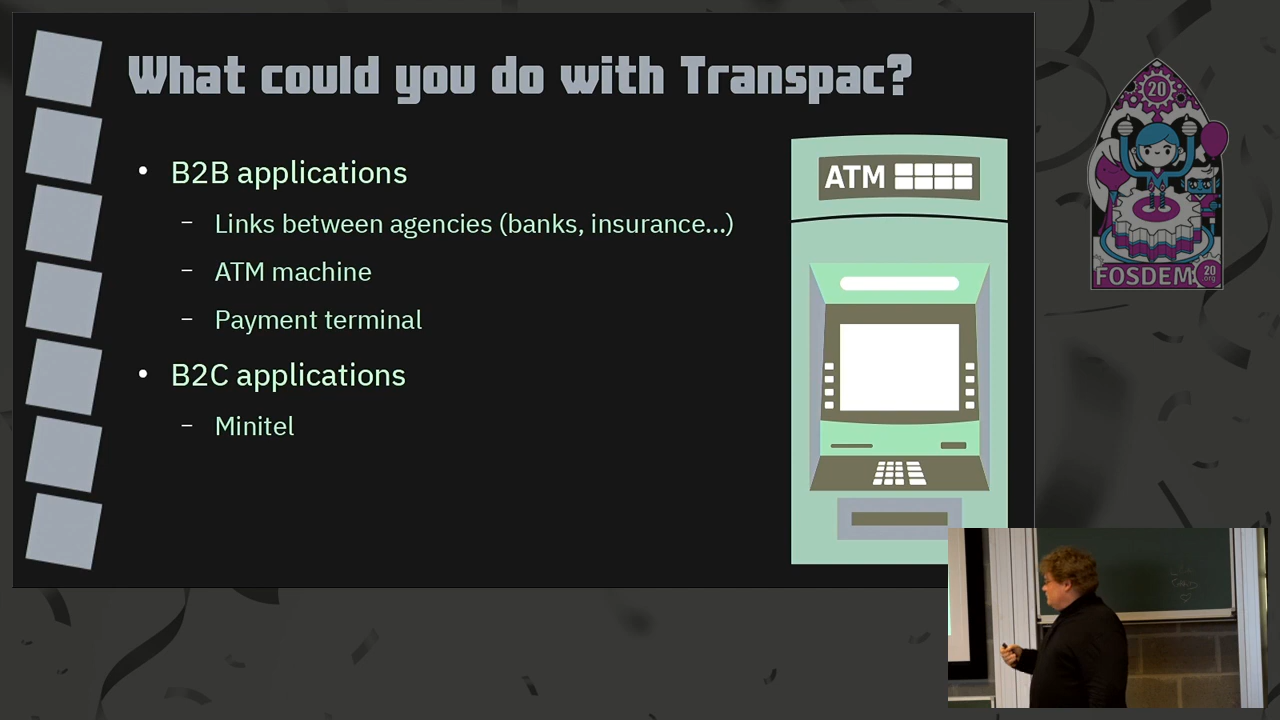 What could you do with Transpac?
• B2B applications
– Links between agencies (banks, insurance...)
– ATM machine
– Payment terminal
• B2C applications
– Minitel
ATM
20
FOSDEM
20
.org